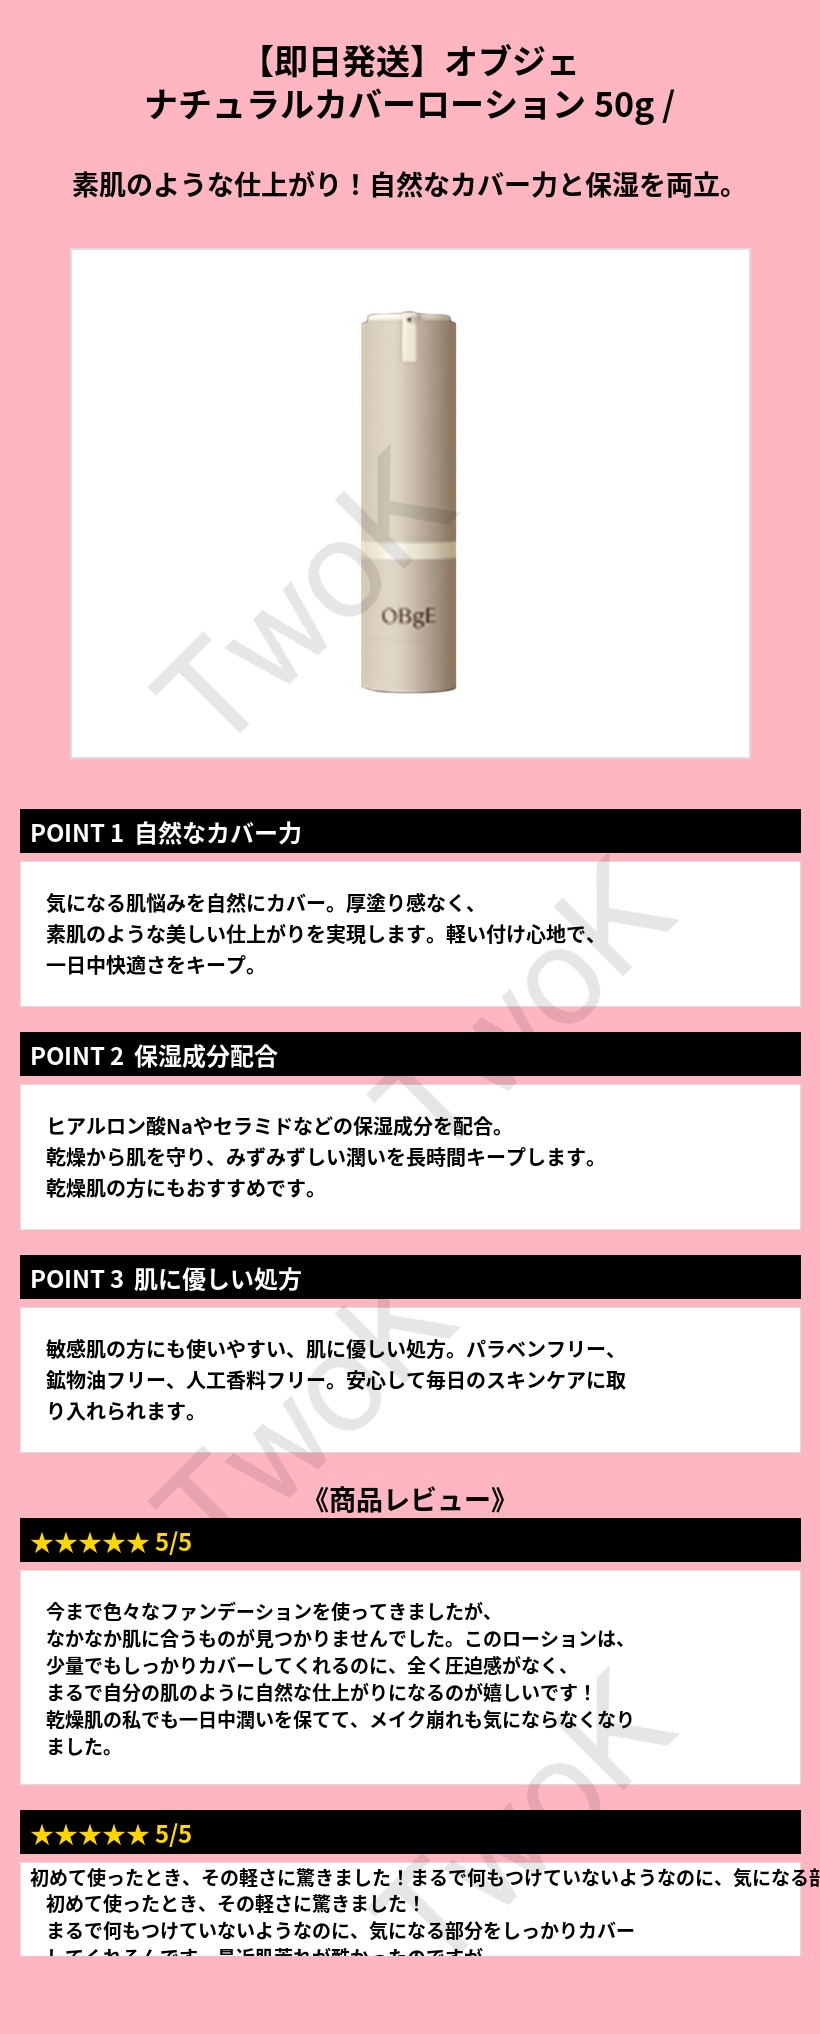 【即日発送】オブジェ
ナチュラルカバーローション 50g /
素肌のような仕上がり！自然なカバー力と保湿を両立。
OBgE
TwoK
POINT 1 自然なカバー力
気になる肌悩みを自然にカバー。厚塗り感なく、
素肌のような美しい仕上がりを実現します。軽い付け心地で、
一日中快適さをキープ。
TwoK
POINT 2 保湿成分配合
ヒアルロン酸Naやセラミドなどの保湿成分を配合。
乾燥から肌を守り、みずみずしい潤いを長時間キープします。
乾燥肌の方にもおすすめです。
POINT 3 肌に優しい処方
敏感肌の方にも使いやすい、肌に優しい処方。パラベンフリー、
鉱物油フリー、人工香料フリー。安心して毎日のスキンケアに取
り入れられます。
TwoK
《商品レビュー》
★★★★★ 5/5
今まで色々なファンデーションを使ってきましたが、
なかなか肌に合うものが見つかりませんでした。このローションは、
少量でもしっかりカバーしてくれるのに、全く圧迫感がなく、
まるで自分の肌のように自然な仕上がりになるのが嬉しいです！
乾燥肌の私でも一日中潤いを保てて、メイク崩れも気にならなくなり
ました。
TwoK
★★★★★ 5/5
初めて使ったとき、その軽さに驚きました！まるで何もつけていないようなのに、気になる部
初めて使ったとき、その軽さに驚きました！
まるで何もつけていないようなのに、気になる部分をしっかりカバー
してくれるんです。最近肌荒れが酷かったのですが、